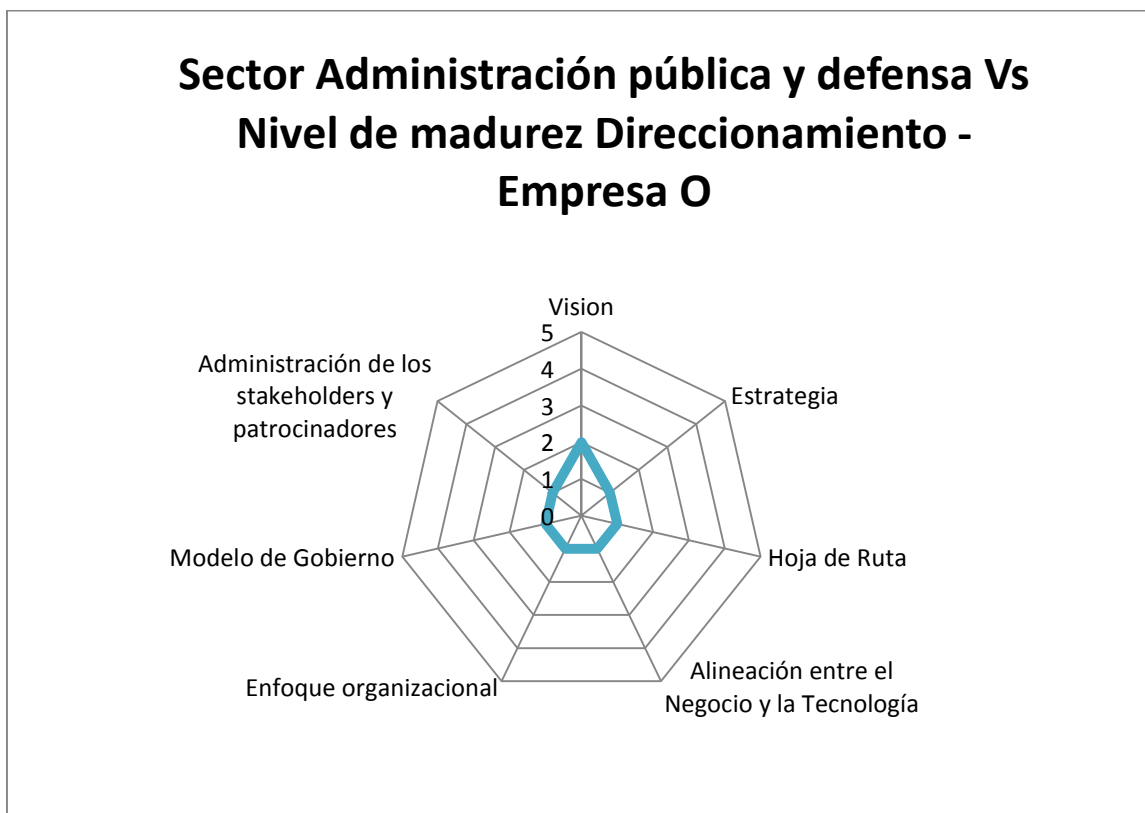 Sector Administración pública y defensa Vs
Nivel de madurez Direccionamiento -
Empresa O
Vision
5
4
3
2
1
0
Estrategia
Hoja de Ruta
Alineación entre el
Negocio y la Tecnología
Enfoque organizacional
Modelo de Gobierno
Administración de los
stakeholders y
patrocinadores